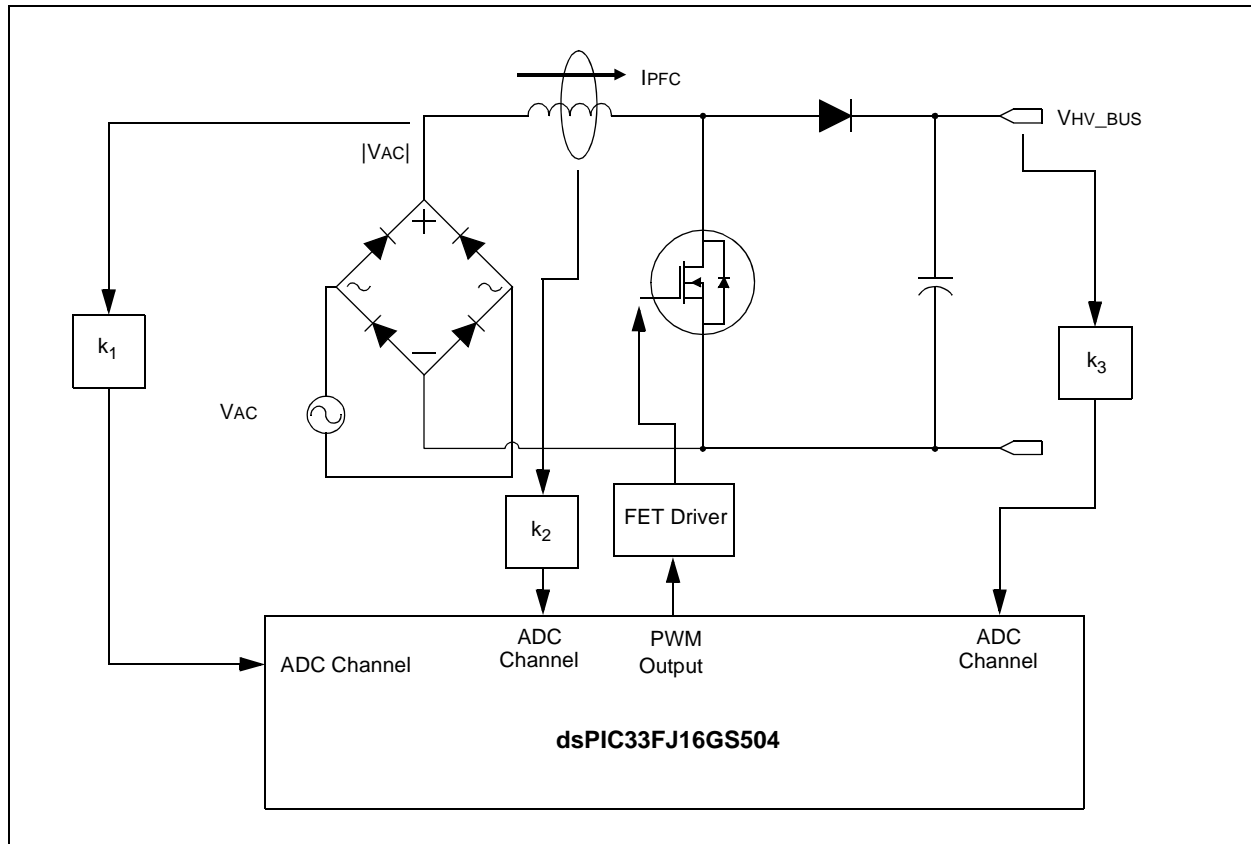 IPFC
|VAC|
VHV_BUS
+
k1
k3
−
VAC
k2
FET Driver
ADC Channel
ADC
Channel
PWM
Output
ADC
Channel
dsPIC33FJ16GS504